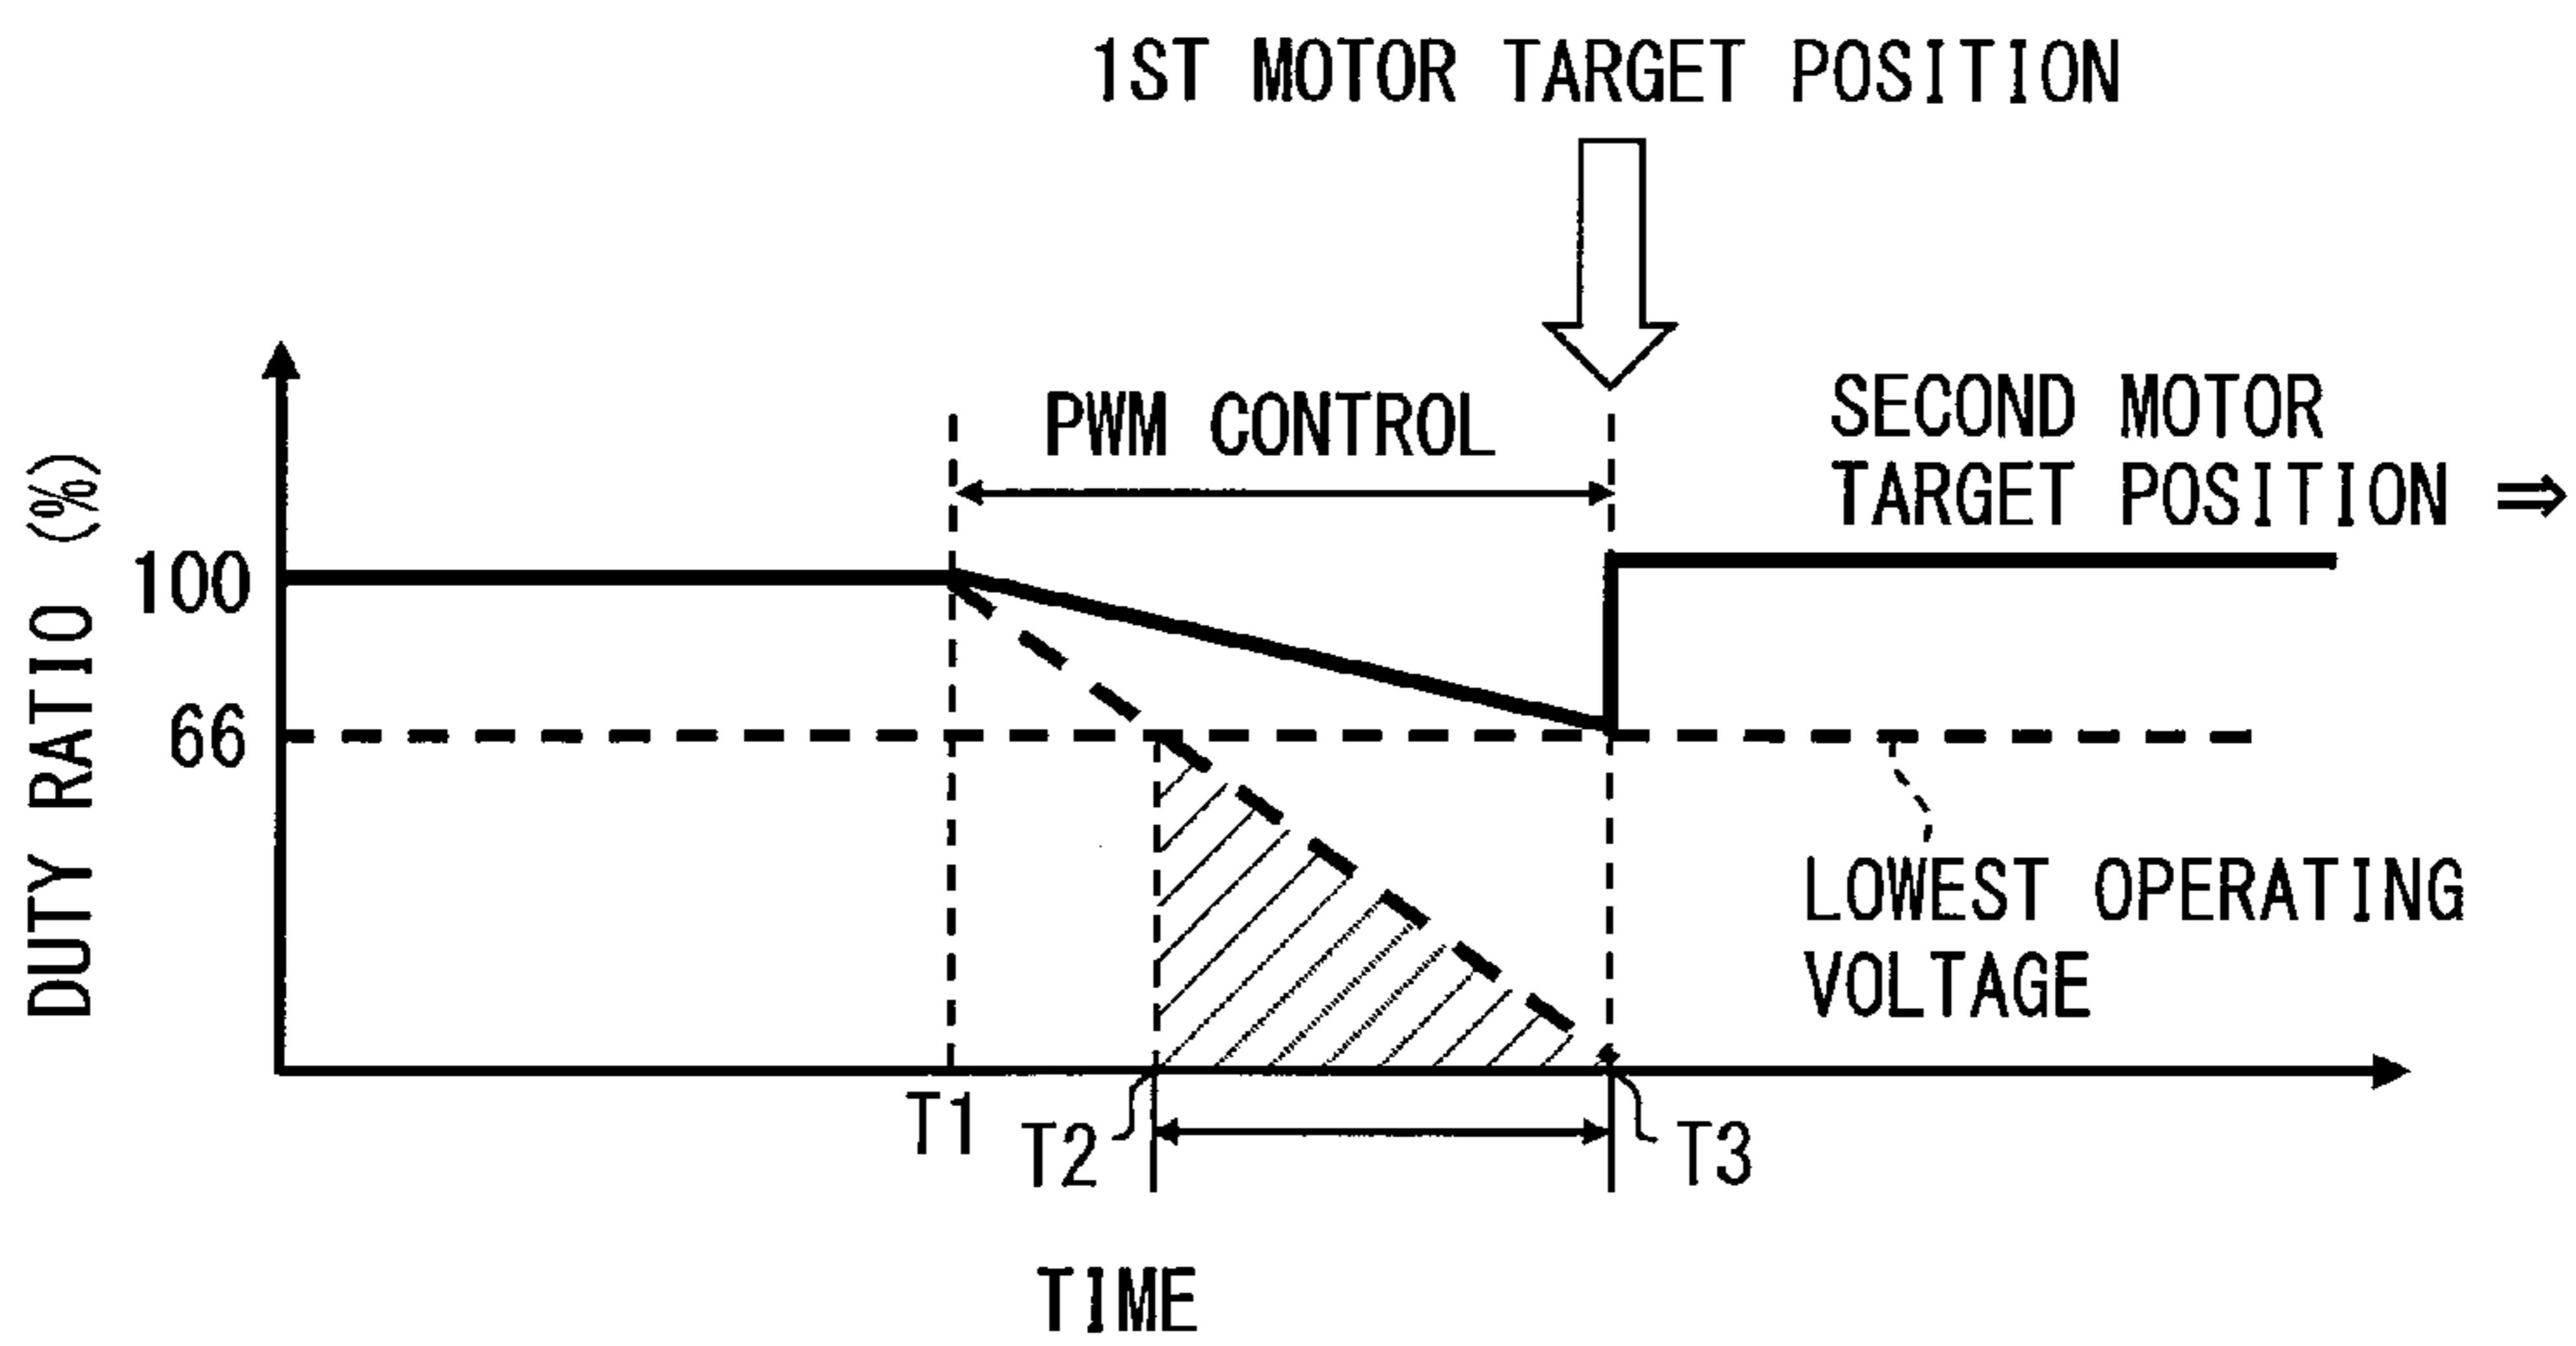 1ST MOTOR TARGET POSITION
PWM CONTROL
SECOND MOTOR
TARGET POSITION ⇒
DUTY RATIO (%)
100
66
LOWEST OPERATING
VOLTAGE
T1
T2
T3
TIME